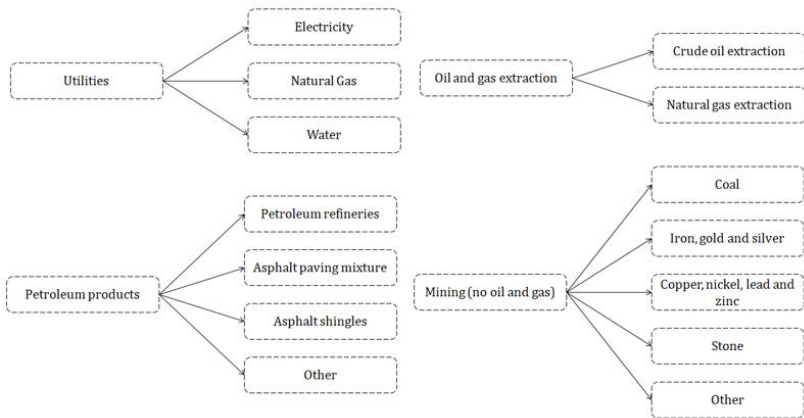 Utilities
Electricity
Natural Gas
Water
Oil and gas extraction
Crude oil extraction
Natural gas extraction
Petroleum products
Petroleum refineries
Asphalt paving mixture
Asphalt shingles
Other
Mining (no oil and gas)
Coal
Iron, gold and silver
Copper, nickel, lead and
zinc
Stone
Other